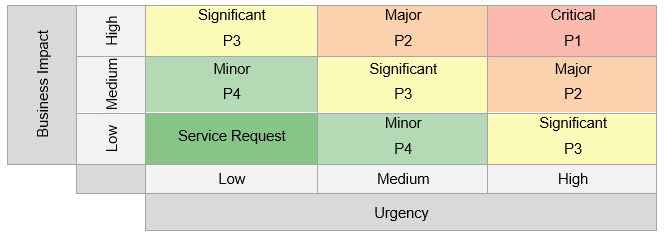 Business Impact
High
Significant
P3
Major
P2
Critical
P1
Medium
Minor
P4
Significant
P3
Major
P2
Low
Service Request
Minor
P4
Significant
P3
Low
Medium
High
Urgency